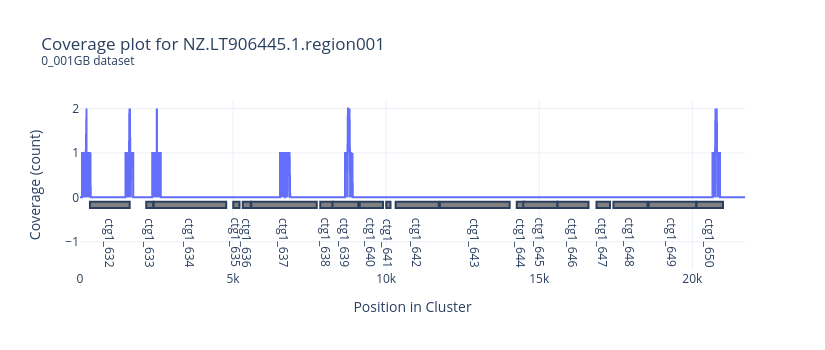 Coverage plot for NZ.LT906445.1.region001
0_001GB dataset
Coverage (count)
2
1
0
−1
ctg1_632
ctg1_633
ctg1_634
ctg1_635
ctg1_636
ctg1_637
ctg1_638
ctg1_639
ctg1_640
ctg1_641
ctg1_642
ctg1_643
ctg1_644
ctg1_645
ctg1_646
ctg1_647
ctg1_648
ctg1_649
ctg1_650
0
5k
10k
15k
20k
Position in Cluster